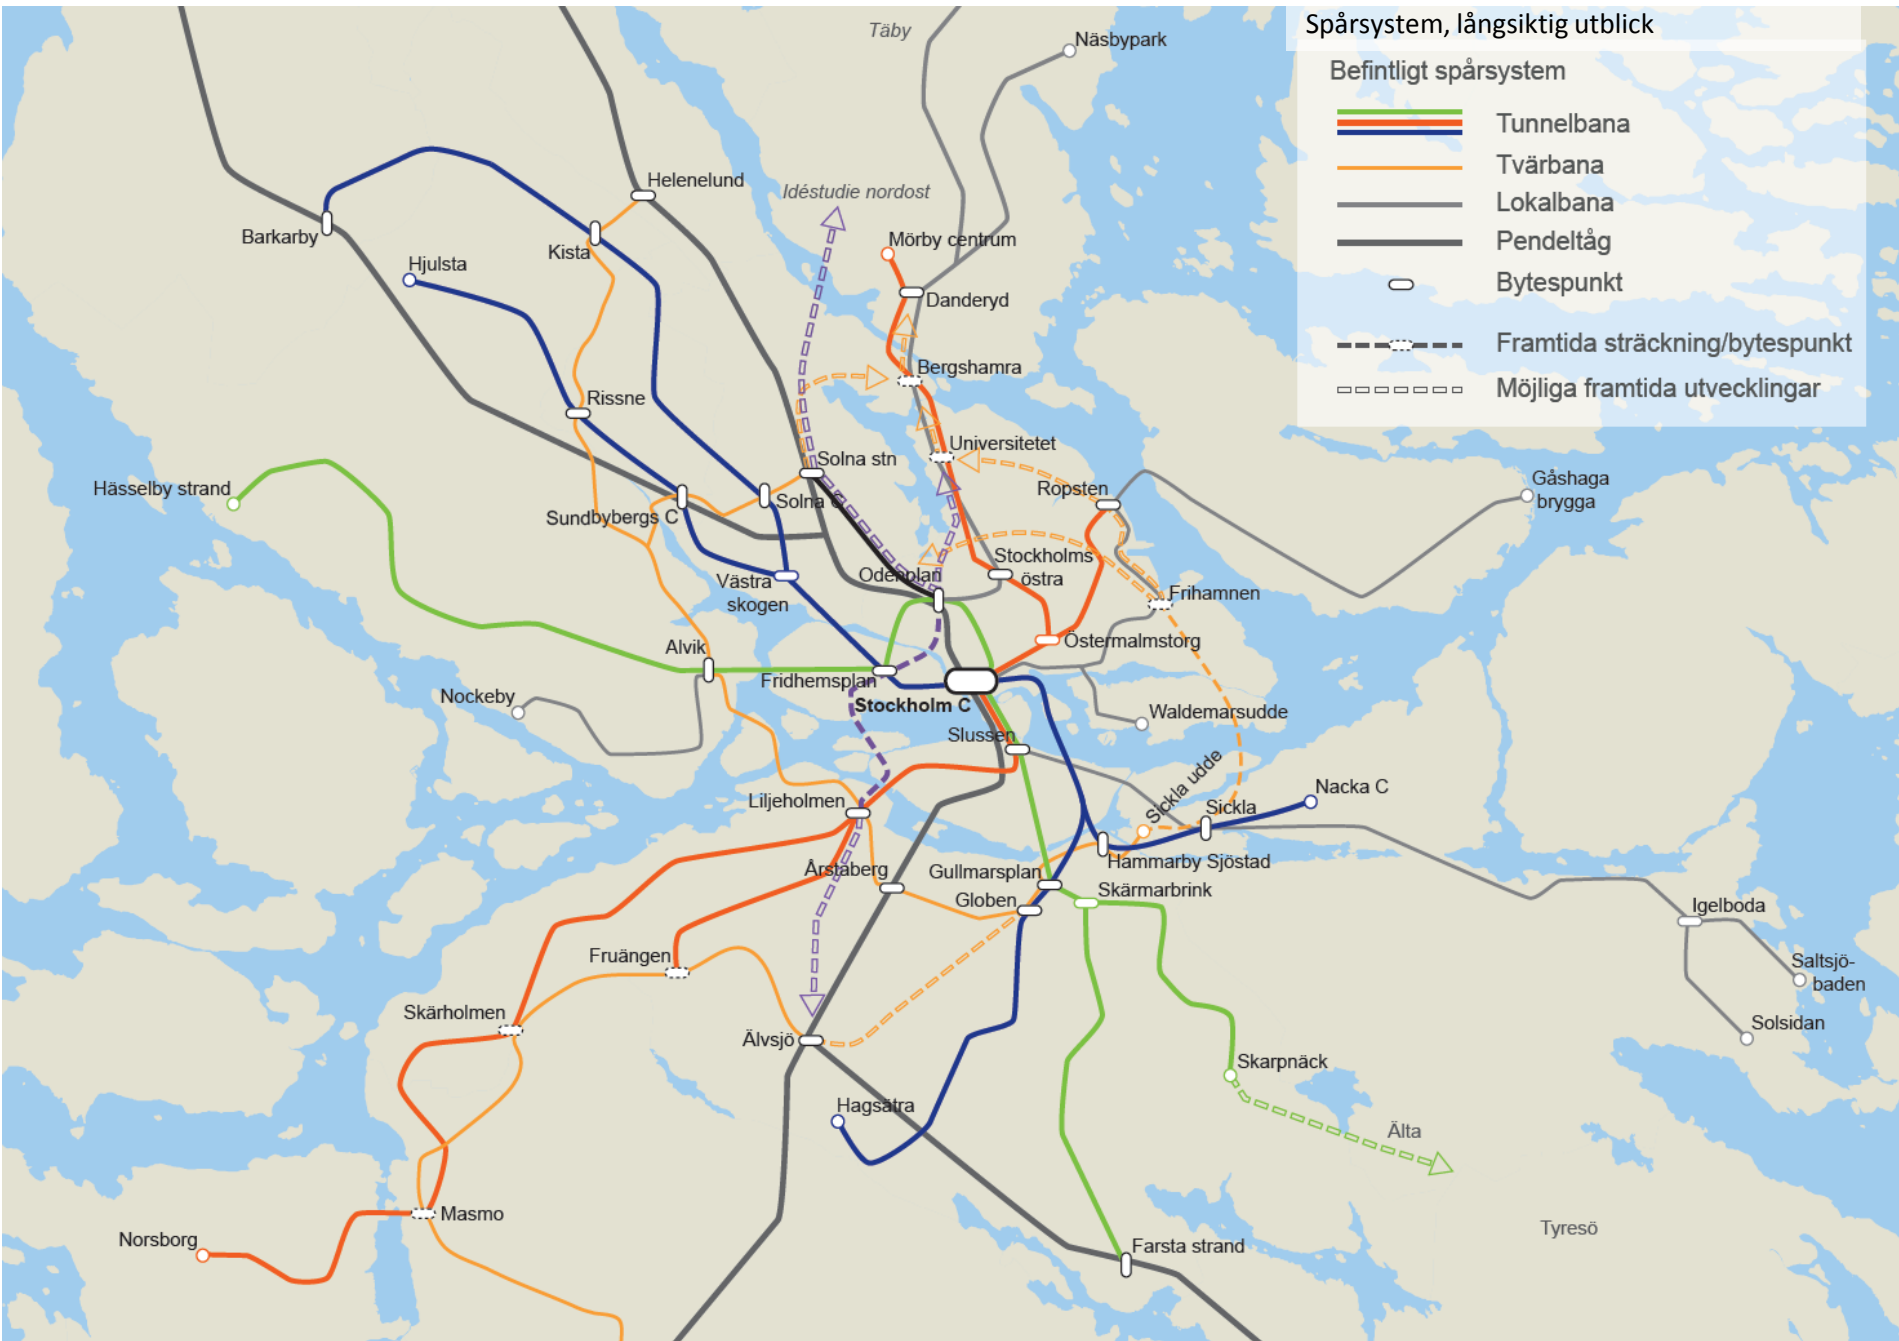 Spårsystem, långsiktig utblick
Befintligt spårsystem
Tunnelbana
Tvärbana
Lokalbana
Pendeltåg
Bytespunkt
Framtida sträckning/bytespunkt
Möjliga framtida utvecklingar
Täby
Näsbypark
Helenelund
Idéstudie nordost
Barkarby
Kista
Mörby centrum
Hjulsta
Danderyd
Bergshamra
Rissne
Universitetet
Solna stn
Hässelby strand
Ropsten
Gåshaga
brygga
Sundbybergs C
Solna C
Stockholms
östra
Västra
skogen
Odenplan
Frihamnen
Alvik
Östermalmstorg
Fridhemsplan
Nockeby
Stockholm C
Waldemarsudde
Slussen
Sickla udde
Nacka C
Liljeholmen
Sickla
Årstaberg
Gullmarsplan
Hammarby Sjöstad
Globen
Skärmarbrink
Igelboda
Fruängen
Saltsjö-
baden
Skärholmen
Solsidan
Älvsjö
Skarpnäck
Hagsätra
Älta
Masmo
Tyresö
Norsborg
Farsta strand